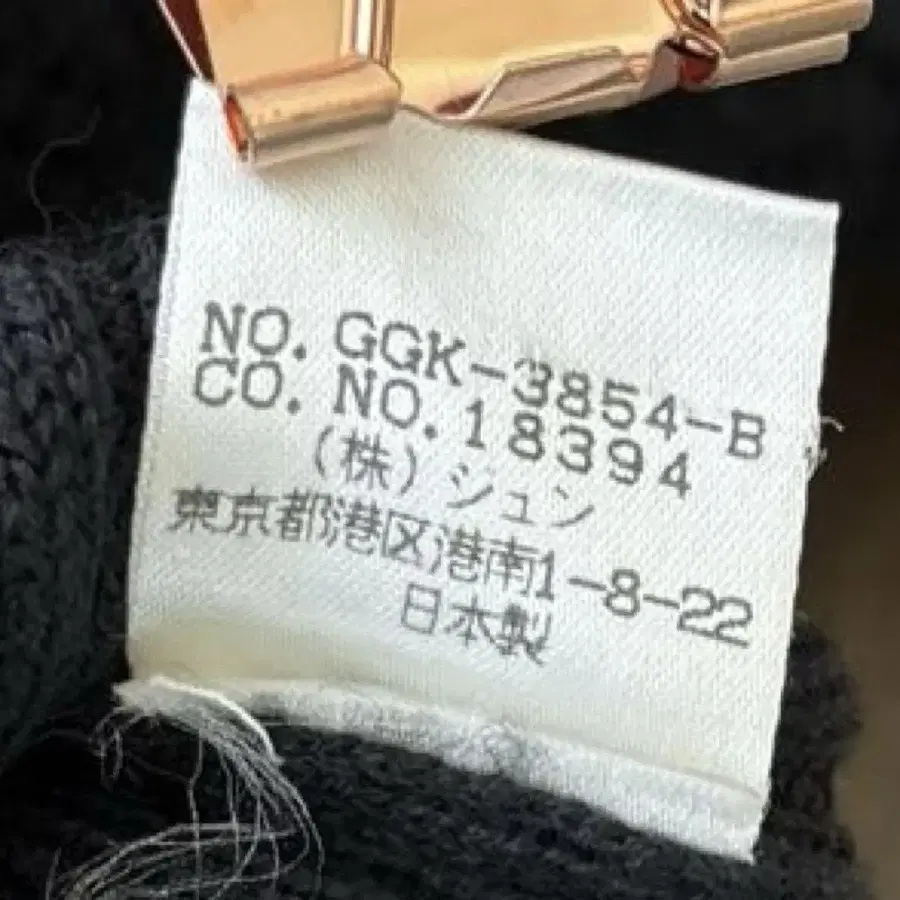 NO. GGK-3854-B
CO. NO. 18394
(株)ジュン
東京都港区港南1-8-22
日本製